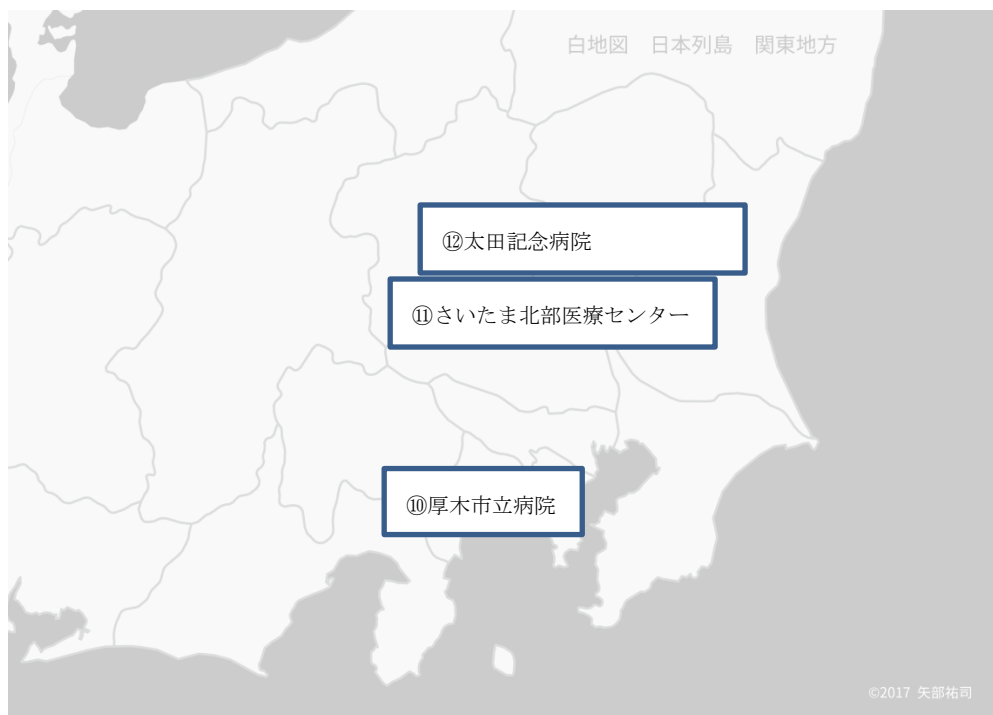 白地図 日本列島 関東地方
⑫太田記念病院
⑪さいたま北部医療センター
⑩厚木市立病院
©2017 矢部祐司